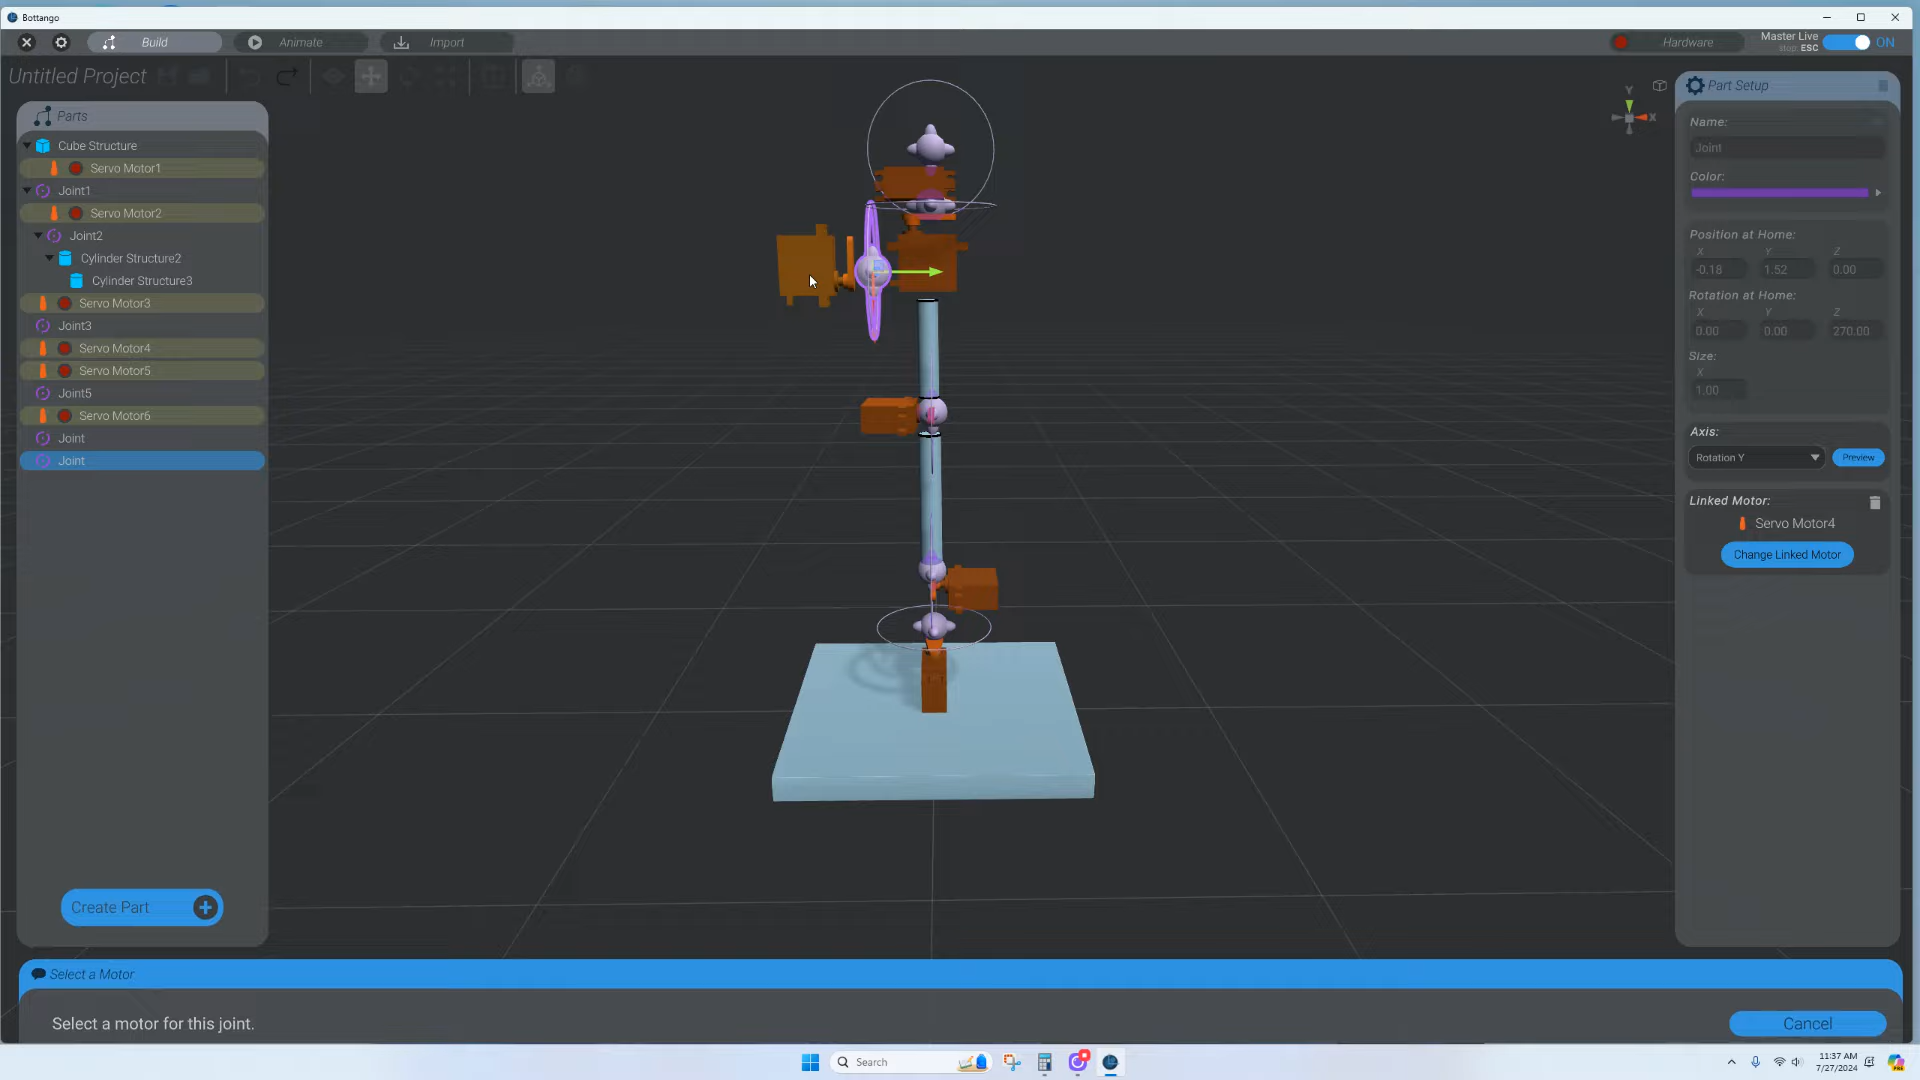 Bottango
Build
Animate
Import
Hardware
Master Live
stop: ESC
ON
Untitled Project
Parts
Cube Structure
Servo Motor1
Joint1
Servo Motor2
Joint2
Cylinder Structure2
Cylinder Structure3
Servo Motor3
Joint3
Servo Motor4
Servo Motor5
Joint5
Servo Motor6
Joint
Joint
Create Part
Y
X
Part Setup
Name:
Joint
Color:
Position at Home:
X Y Z
-0.18 1.52 0.00
Rotation at Home:
X Y Z
0.00 0.00 270.00
Size:
X
1.00
Axis:
Rotation Y
Preview
Linked Motor:
Servo Motor4
Change Linked Motor
Select a Motor
Select a motor for this joint.
Cancel
Search
11:37 AM
7/27/2024